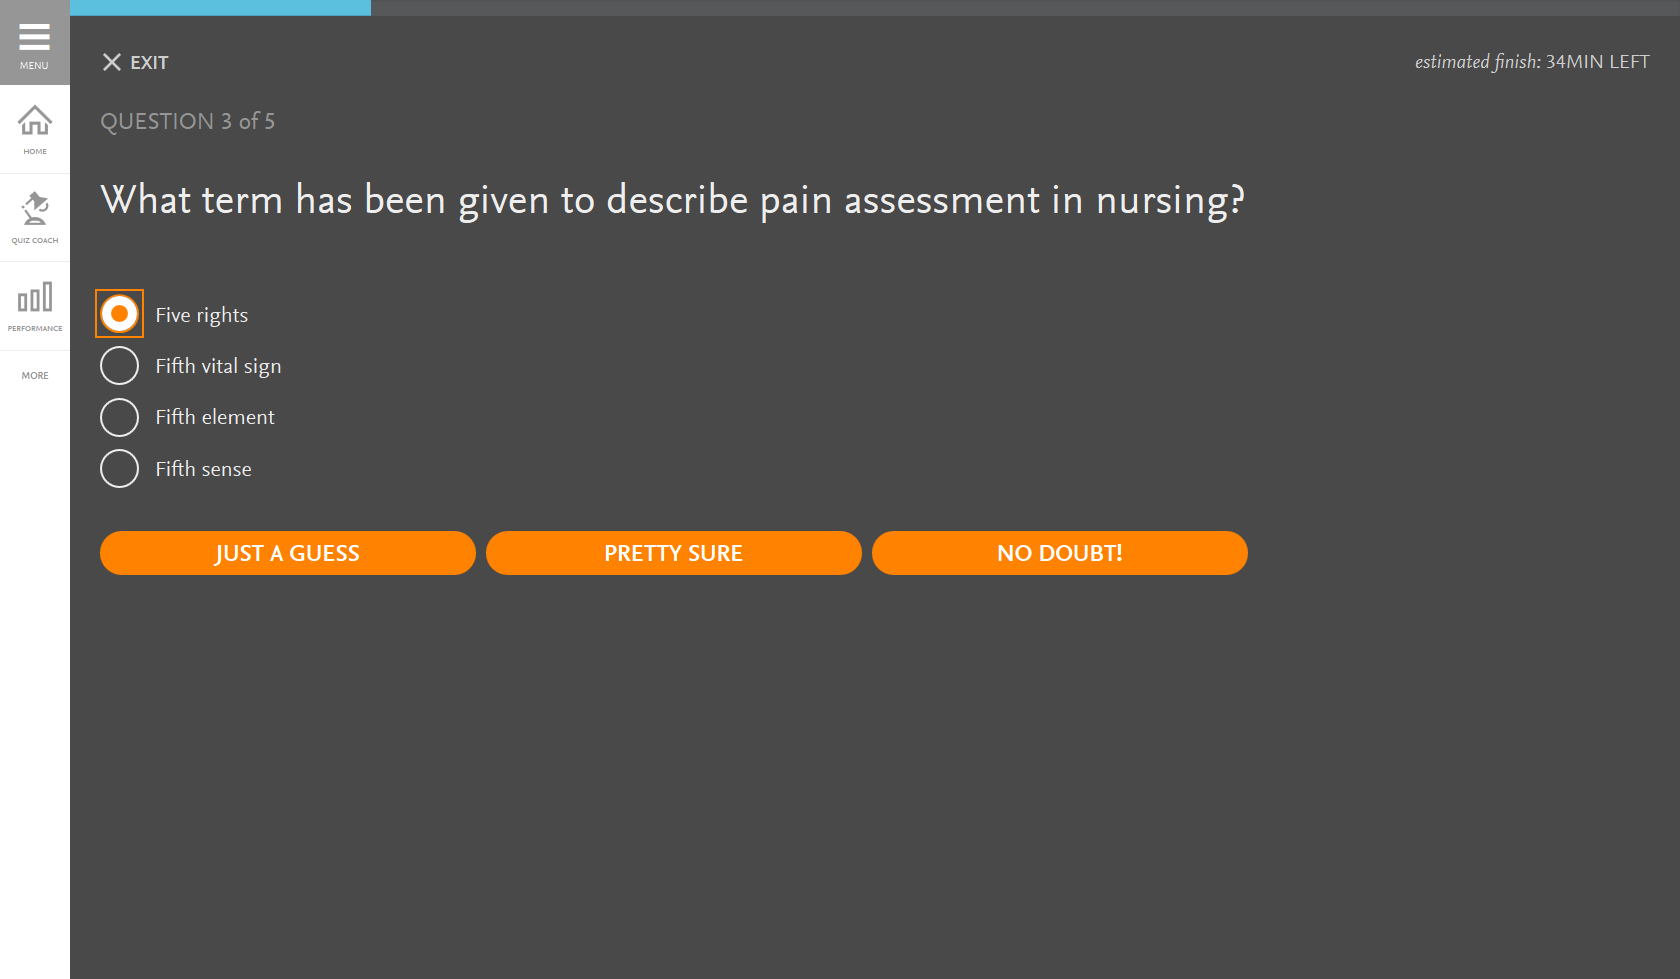 MENU
HOME
QUIZ COACH
PERFORMANCE
MORE
EXIT
estimated finish: 34MIN LEFT
QUESTION 3 of 5
What term has been given to describe pain assessment in nursing?
Five rights
Fifth vital sign
Fifth element
Fifth sense
JUST A GUESS
PRETTY SURE
NO DOUBT!